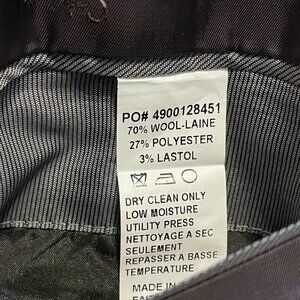 PO# 4900128451
70% WOOL-LAINE
27% POLYESTER
3% LASTOL
DRY CLEAN ONLY
LOW MOISTURE
UTILITY PRESS
NETTOYAGE A SEC
SEULEMENT
REPASSER A BASSE
TEMPERATURE
MADE IN